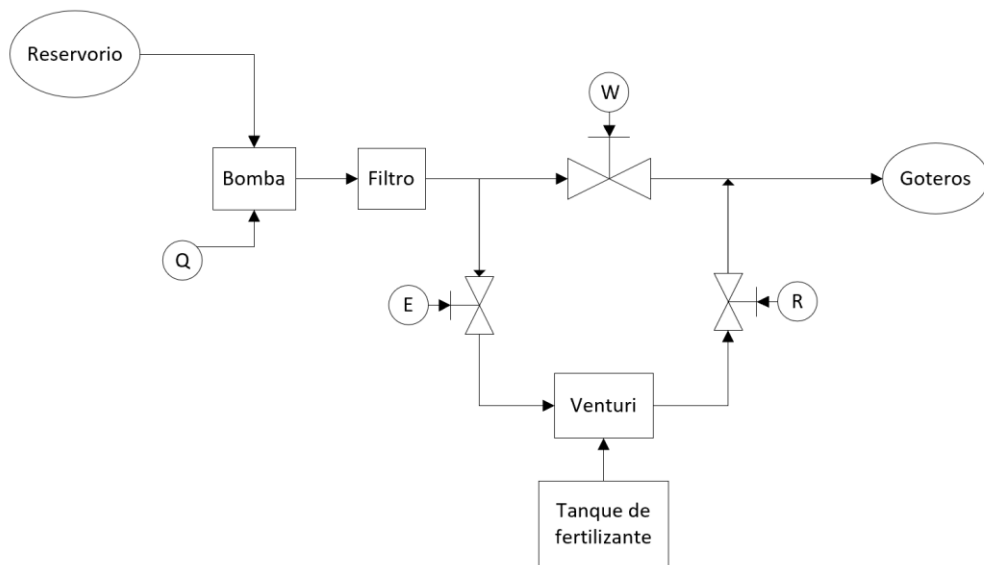 Reservorio
W
Bomba
Filtro
Goteros
Q
E
R
Venturi
Tanque de
fertilizante